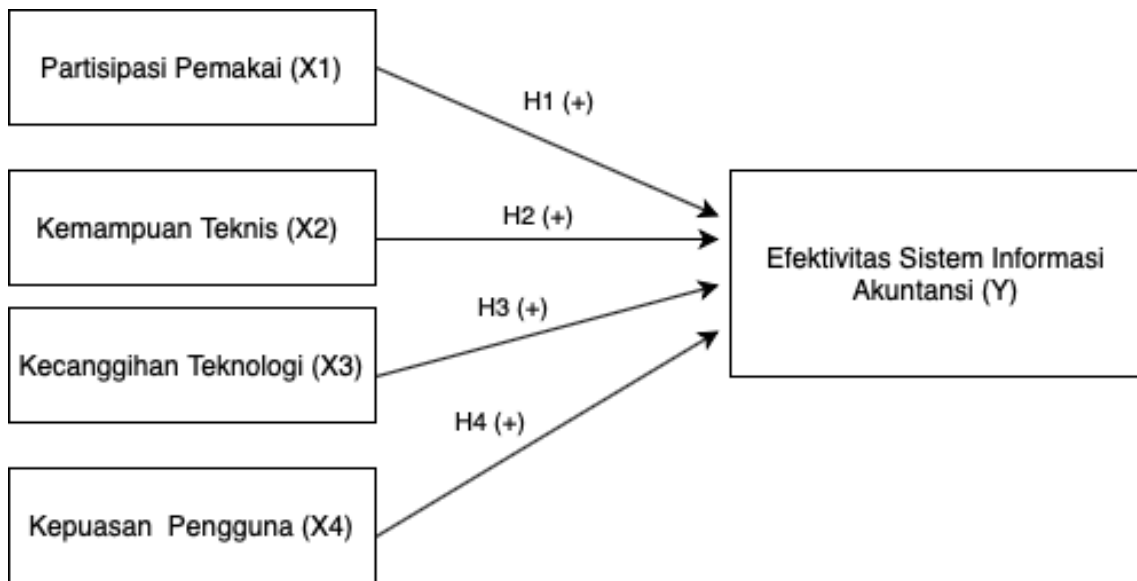 Partisipasi Pemakai (X1)
H1 (+)
Kemampuan Teknis (X2)
H2 (+)
Efektivitas Sistem Informasi
Akuntansi (Y)
Kecanggihan Teknologi (X3)
H3 (+)
H4 (+)
Kepuasan Pengguna (X4)